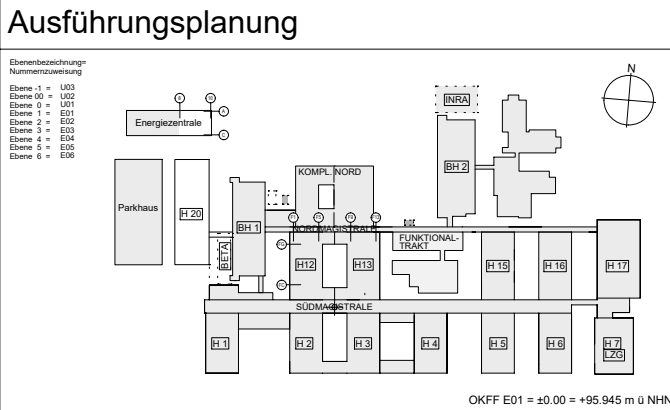 Ausführungsplanung
Ebenenbezeichnung=
Nummernzuweisung
Ebene -1 = U03
Ebene 00 = U02
Ebene 0 = U01
Ebene 1 = E01
Ebene 2 = E02
Ebene 3 = E03
Ebene 4 = E04
Ebene 5 = E05
Ebene 6 = E06
N
Energiezentrale
A
C
INRA
BH 2
KOMPL. NORD
Parkhaus
H 20
BH 1
BETA
NORDMAGISTRALE
FUNKTIONAL-
TRAKT
H12
H13
H 15
H 16
H 17
SÜDMAGISTRALE
H 1
H 2
H 3
H 4
H 5
H 6
H 7
LZG
OKFF E01 = ±0.00 = +95.945 m ü NHN